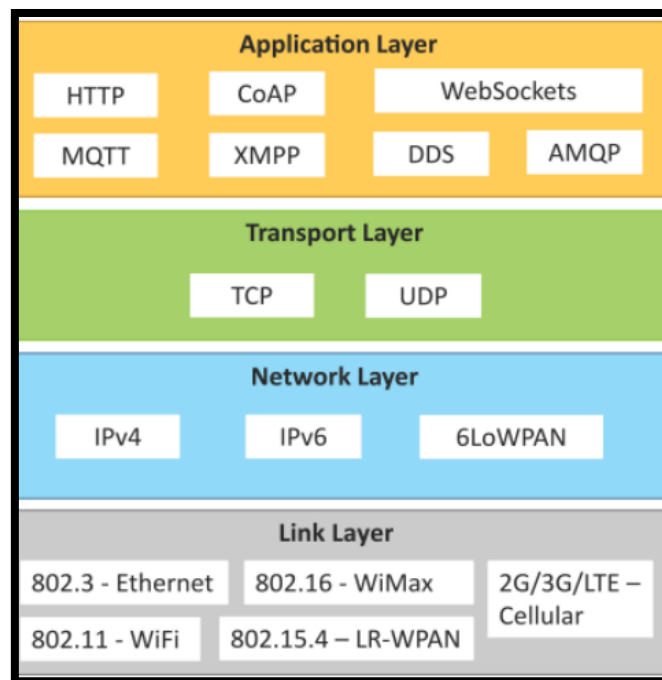 Application Layer
HTTP
CoAP
WebSockets
MQTT
XMPP
DDS
AMQP
Transport Layer
TCP
UDP
Network Layer
IPv4
IPv6
6LoWPAN
Link Layer
802.3 - Ethernet
802.16 - WiMax
2G/3G/LTE –
Cellular
802.11 - WiFi
802.15.4 – LR-WPAN